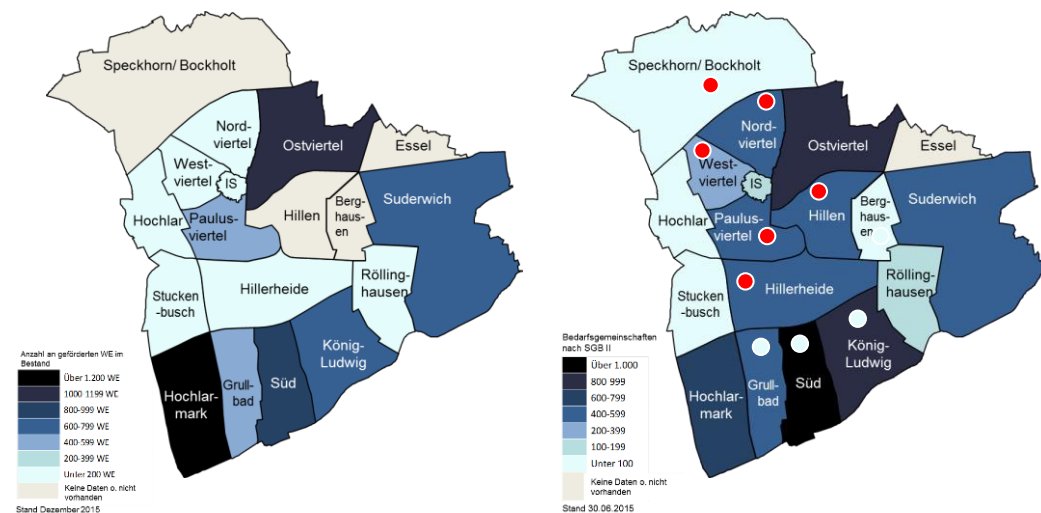 Speckhorn/ Bockholt
Nord-
viertel
Ostviertel
Essel
West-
viertel
IS
Suderwich
Hochlar
Paulus-
viertel
Hillen
Berg-
haus-
en
Stucken
-busch
Hillerheide
Rölling-
hausen
König-
Ludwig
Hochlar-
mark
Grull-
bad
Süd
Anzahl an geförderten WE im
Bestand
Über 1.200 WE
1000 1199 WE
800-999 WE
600-799 WE
400-599 WE
200-399 WE
Unter 200 WE
Keine Daten o. nicht
vorhanden
Stand Dezember 2015
Speckhorn/ Bockholt
Nord-
viertel
Ostviertel
Essel
West-
viertel
IS
Suderwich
Hochlar
Paulus-
viertel
Hillen
Berg-
haus-
en
Stucken
-busch
Hillerheide
Rölling-
hausen
König-
Ludwig
Hochlar-
mark
Grull-
bad
Süd
Bedarfsgemeinschaften
nach SGB II
Über 1.000
800 999
600-799
400-599
200-399
100-199
Unter 100
Keine Daten o. nicht
vorhanden
Stand 30.06.2015